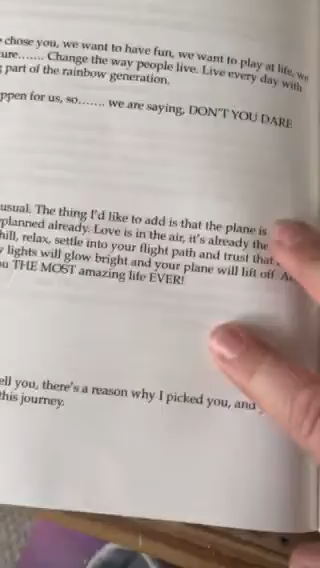 chose you, we want to have fun, we want to play at life, we
....... Change the way people live. Live every day with
part of the rainbow generation.
ppen for us, so....... we are saying, DON'T YOU DARE
usual. The thing I'd like to add is that the plane is
planned already. Love is in the air, it's already the
hill, relax, settle into your flight path and trust that
lights will glow bright and your plane will lift off.
THE MOST amazing life EVER!
ell you, there's a reason why I picked you, and
this journey.